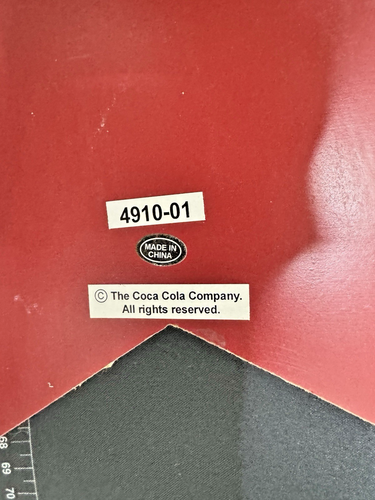 4910-01
MADE IN
CHINA
© The Coca Cola Company.
All rights reserved.
68
69
70